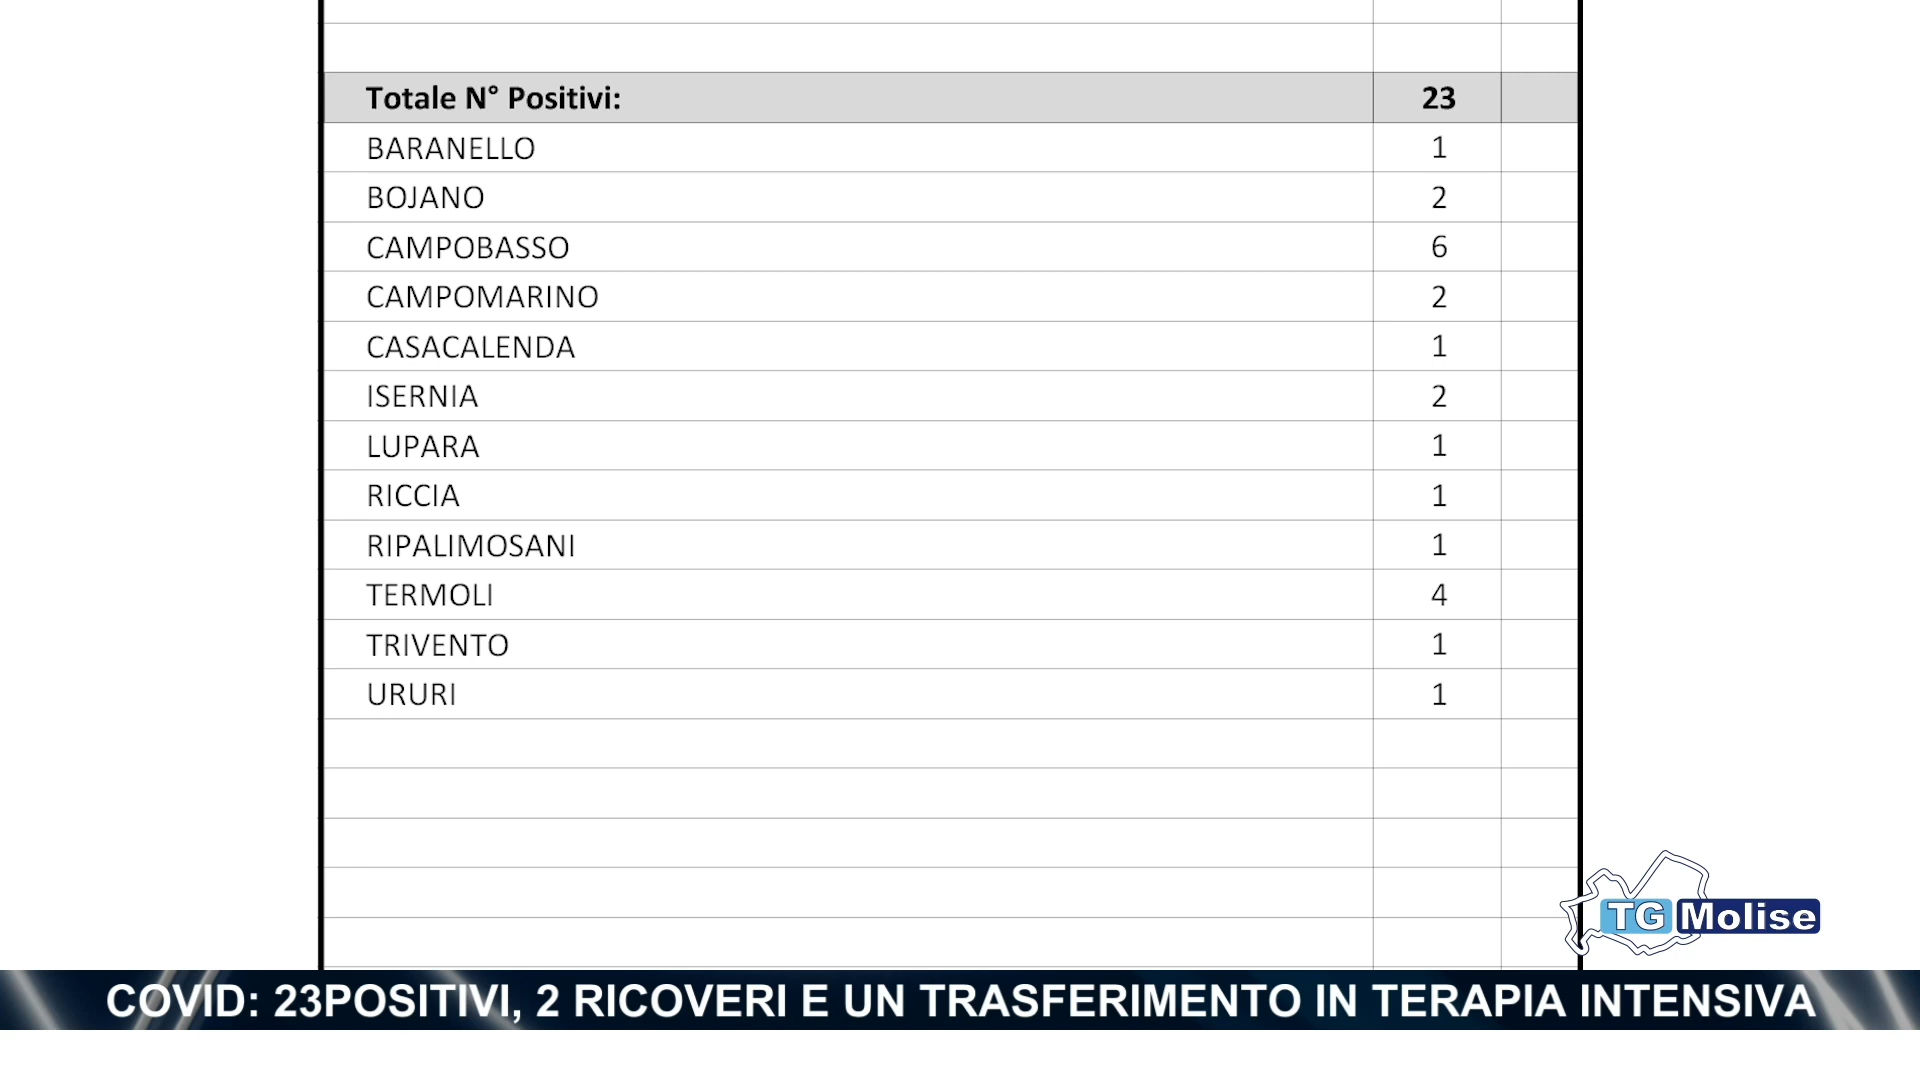 Totale N° Positivi: 23
BARANELLO 1
BOJANO 2
CAMPOBASSO 6
CAMPOMARINO 2
CASACALENDA 1
ISERNIA 2
LUPARA 1
RICCIA 1
RIPALIMOSANI 1
TERMOLI 4
TRIVENTO 1
URURI 1
TG Molise
COVID: 23POSITIVI, 2 RICOVERI E UN TRASFERIMENTO IN TERAPIA INTENSIVA